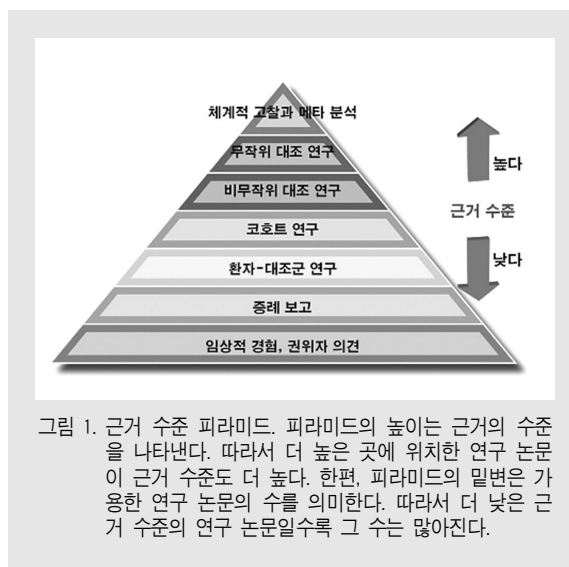 체계적 고찰과 메타 분석
무작위 대조 연구
높다
비무작위 대조 연구
근거 수준
코호트 연구
낮다
환자-대조군 연구
증례 보고
임상적 경험, 권위자 의견
그림 1. 근거 수준 피라미드. 피라미드의 높이는 근거의 수준
을 나타낸다. 따라서 더 높은 곳에 위치한 연구 논문
이 근거 수준도 더 높다. 한편, 피라미드의 밑변은 가
용한 연구 논문의 수를 의미한다. 따라서 더 낮은 근
거 수준의 연구 논문일수록 그 수는 많아진다.